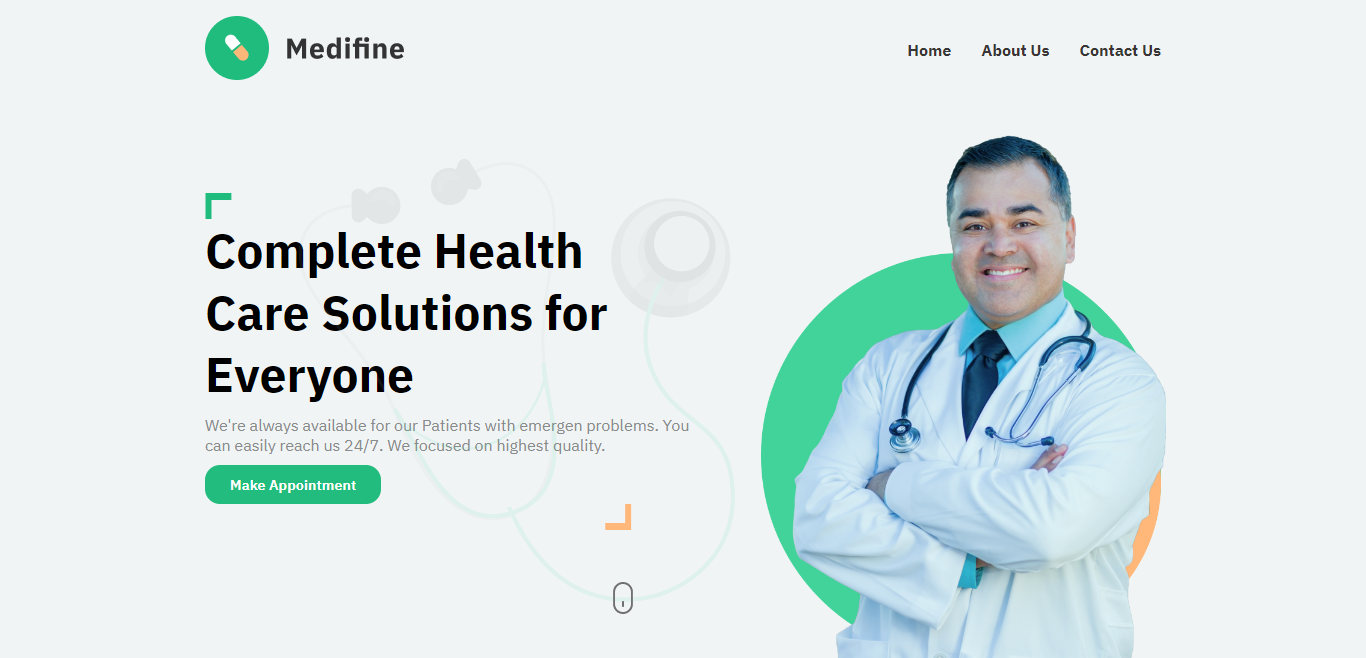 Medifine
Home
About Us
Contact Us
Complete Health
Care Solutions for
Everyone
We're always available for our Patients with emergen problems. You
can easily reach us 24/7. We focused on highest quality.
Make Appointment